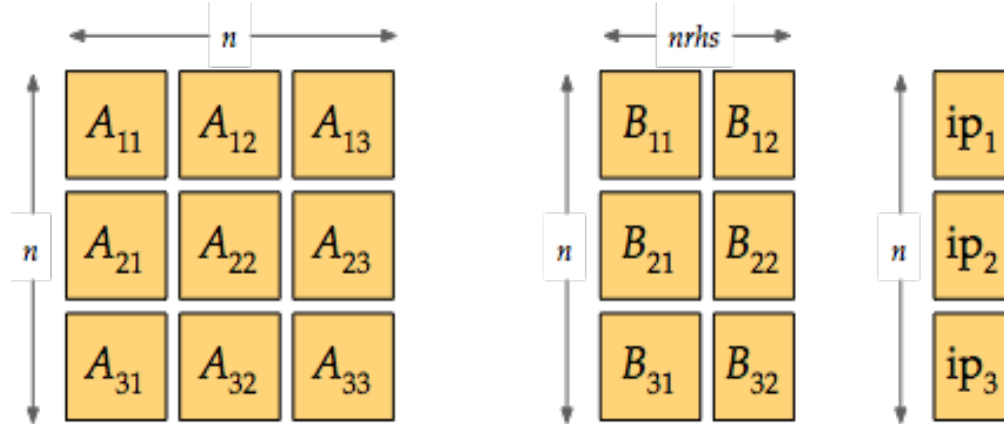 n nrhs
A11 A12 A13 B11 B12 ip1
n A21 A22 A23 n B21 B22 n ip2
A31 A32 A33 B31 B32 ip3